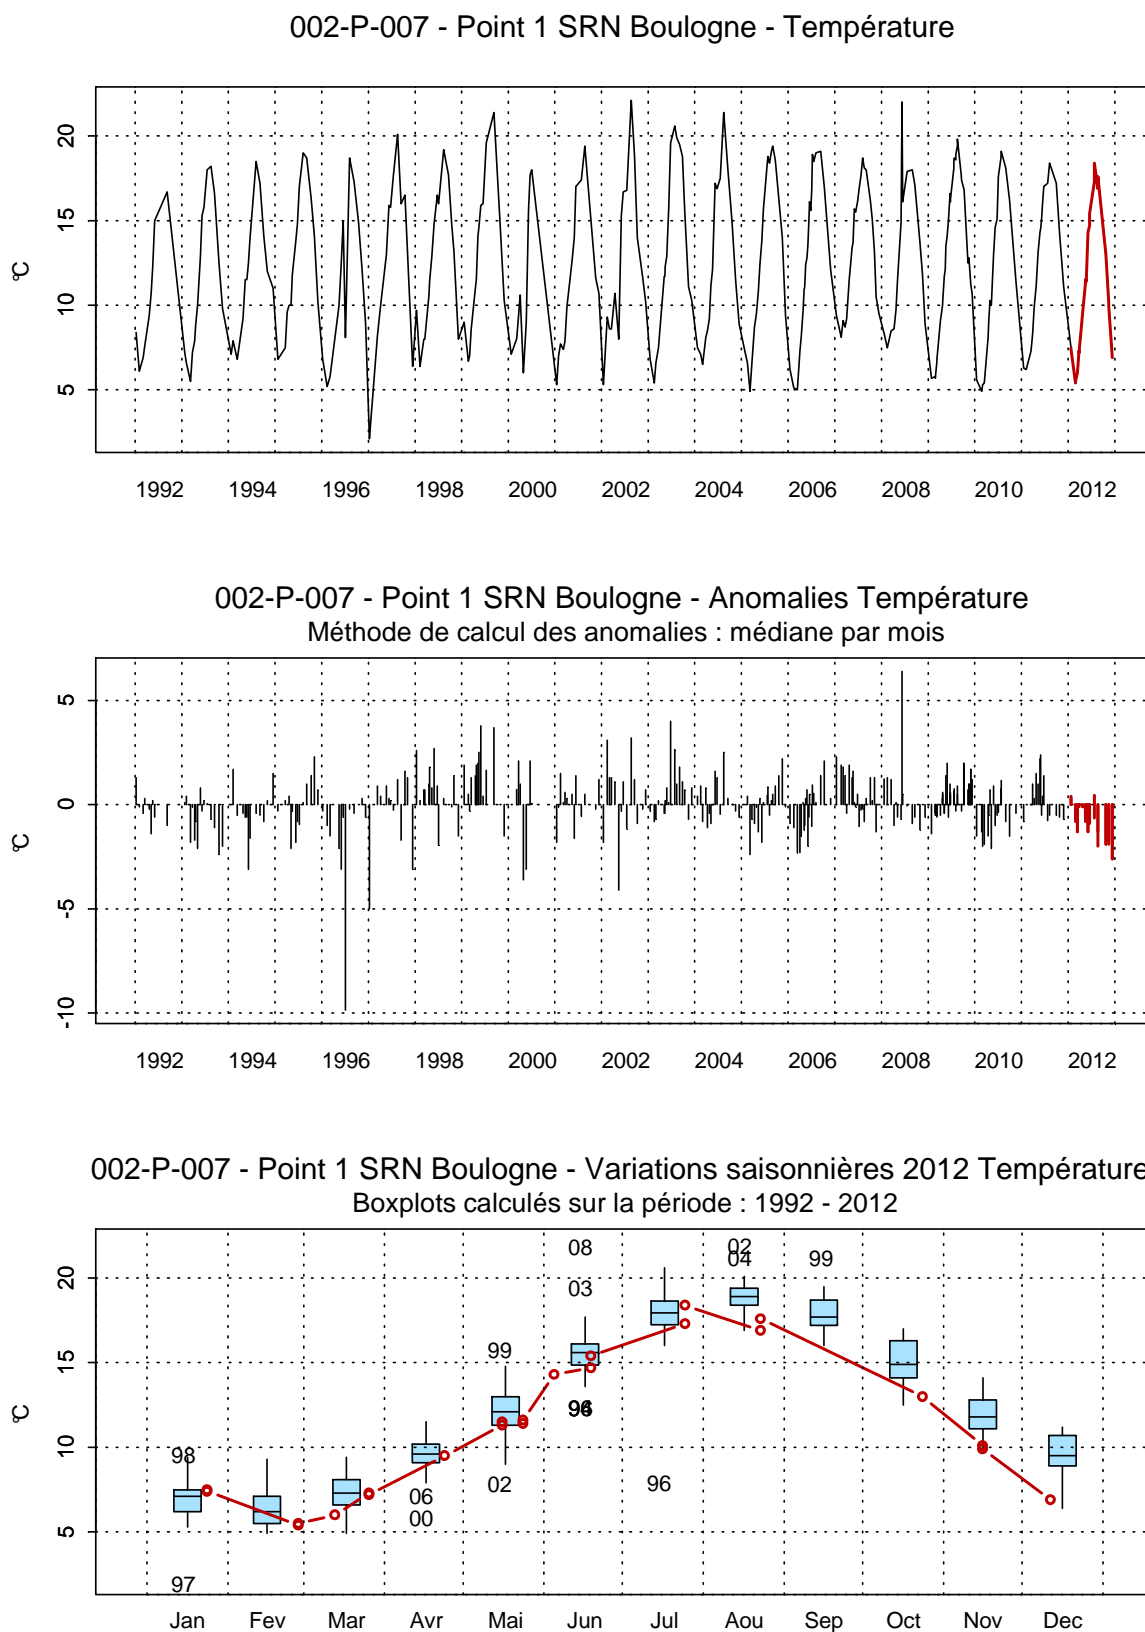 002-P-007 - Point 1 SRN Boulogne - Température
20
15
10
5
°C
1992 1994 1996 1998 2000 2002 2004 2006 2008 2010 2012
002-P-007 - Point 1 SRN Boulogne - Anomalies Température
Méthode de calcul des anomalies : médiane par mois
5
0
-5
-10
°C
1992 1994 1996 1998 2000 2002 2004 2006 2008 2010 2012
002-P-007 - Point 1 SRN Boulogne - Variations saisonnières 2012 Température
Boxplots calculés sur la période : 1992 - 2012
20
15
10
5
°C
08 02
04 99
03
99
98
96
02 96
06
00
97
Jan Fev Mar Avr Mai Jun Jul Aou Sep Oct Nov Dec